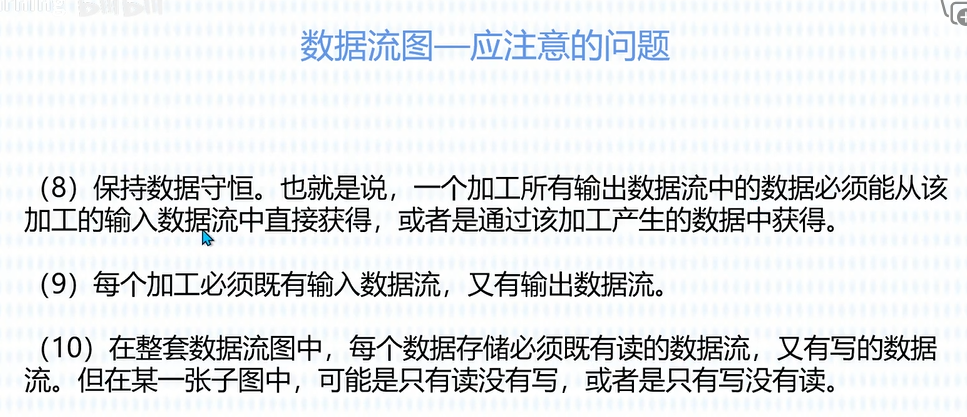 数据流图—应注意的问题
（8）保持数据守恒。也就是说，一个加工所有输出数据流中的数据必须能从该
加工的输入数据流中直接获得，或者是通过该加工产生的数据中获得。
（9）每个加工必须既有输入数据流，又有输出数据流。
（10）在整套数据流图中，每个数据存储必须既有读的数据流，又有写的数据
流。但在某一张子图中，可能是只有读没有写，或者是只有写没有读。